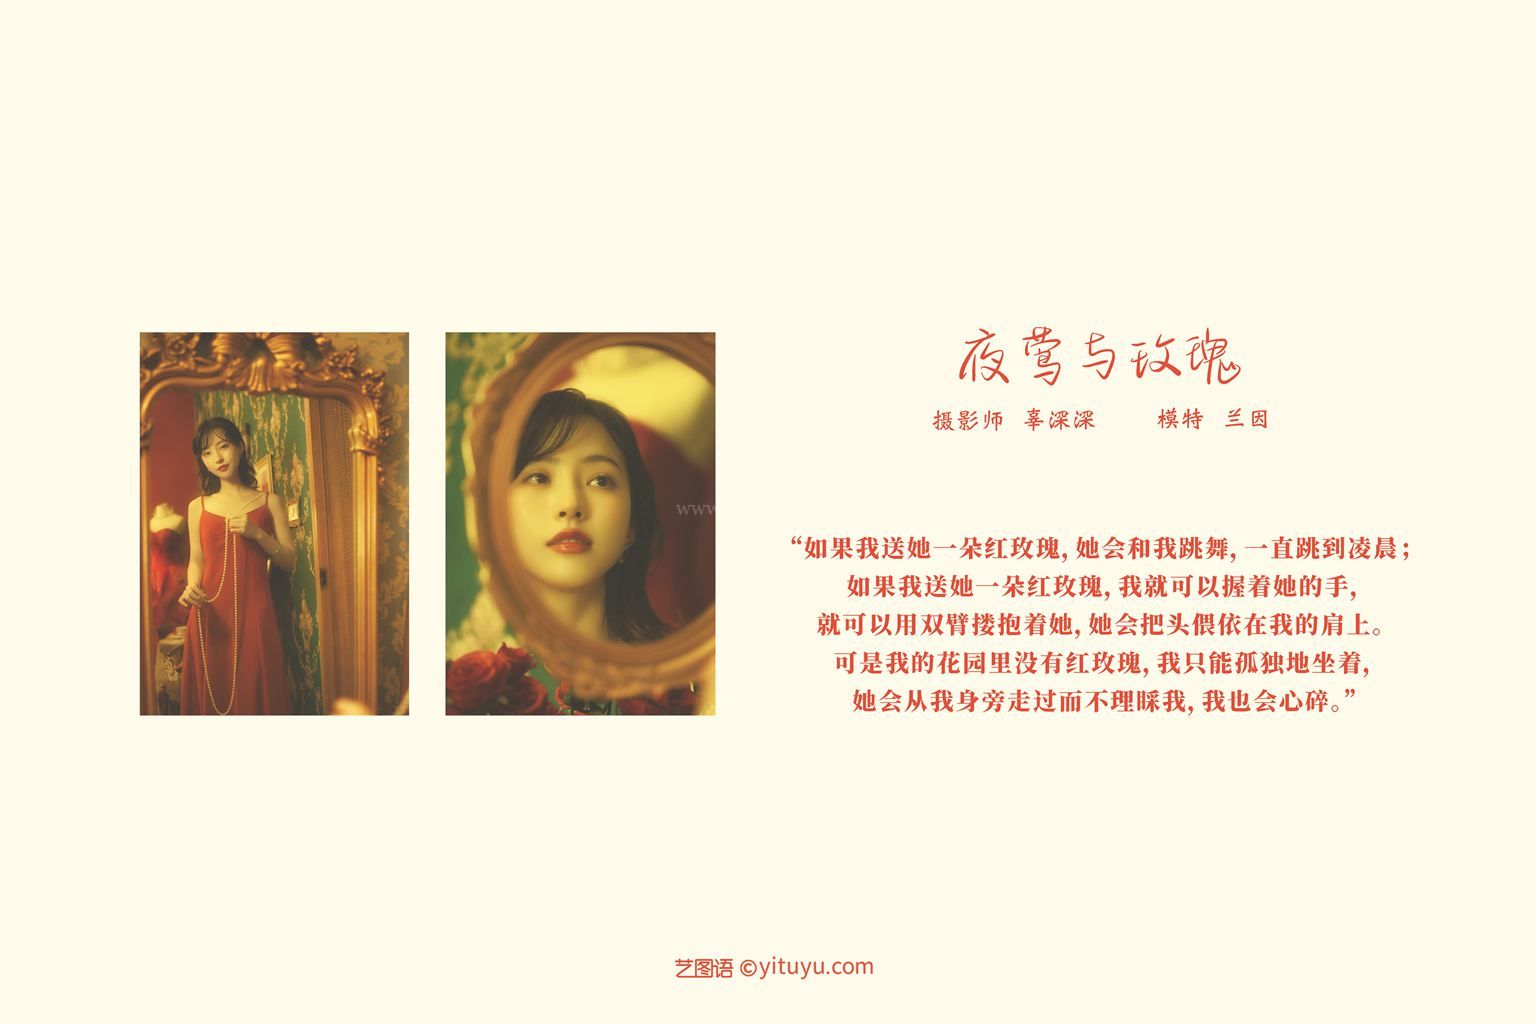 夜莺与玫瑰
摄影师 辜深深 模特 兰因
“如果我送她一朵红玫瑰，她会和我跳舞，一直跳到凌晨；
如果我送她一朵红玫瑰，我就可以握着她的手，
就可以用双臂搂抱着她，她会把头偎依在我的肩上。
可是我的花园里没有红玫瑰，我只能孤独地坐着，
她会从我身旁走过而不理睬我，我也会心碎。”
www
艺图语 ©yituyu.com